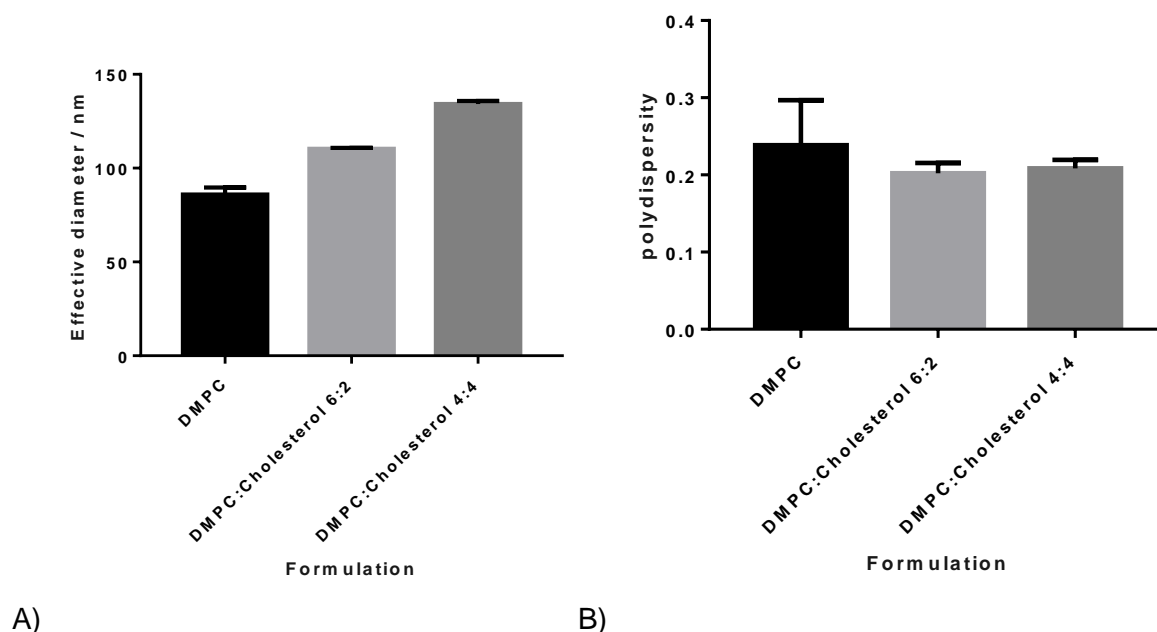 150
100
50
0
Effective diameter / nm
DMPC
DMPC:Cholesterol 6:2
DMPC:Cholesterol 4:4
Formulation
A)
0.4
0.3
0.2
0.1
0.0
polydispersity
DMPC
DMPC:Cholesterol 6:2
DMPC:Cholesterol 4:4
Formulation
B)